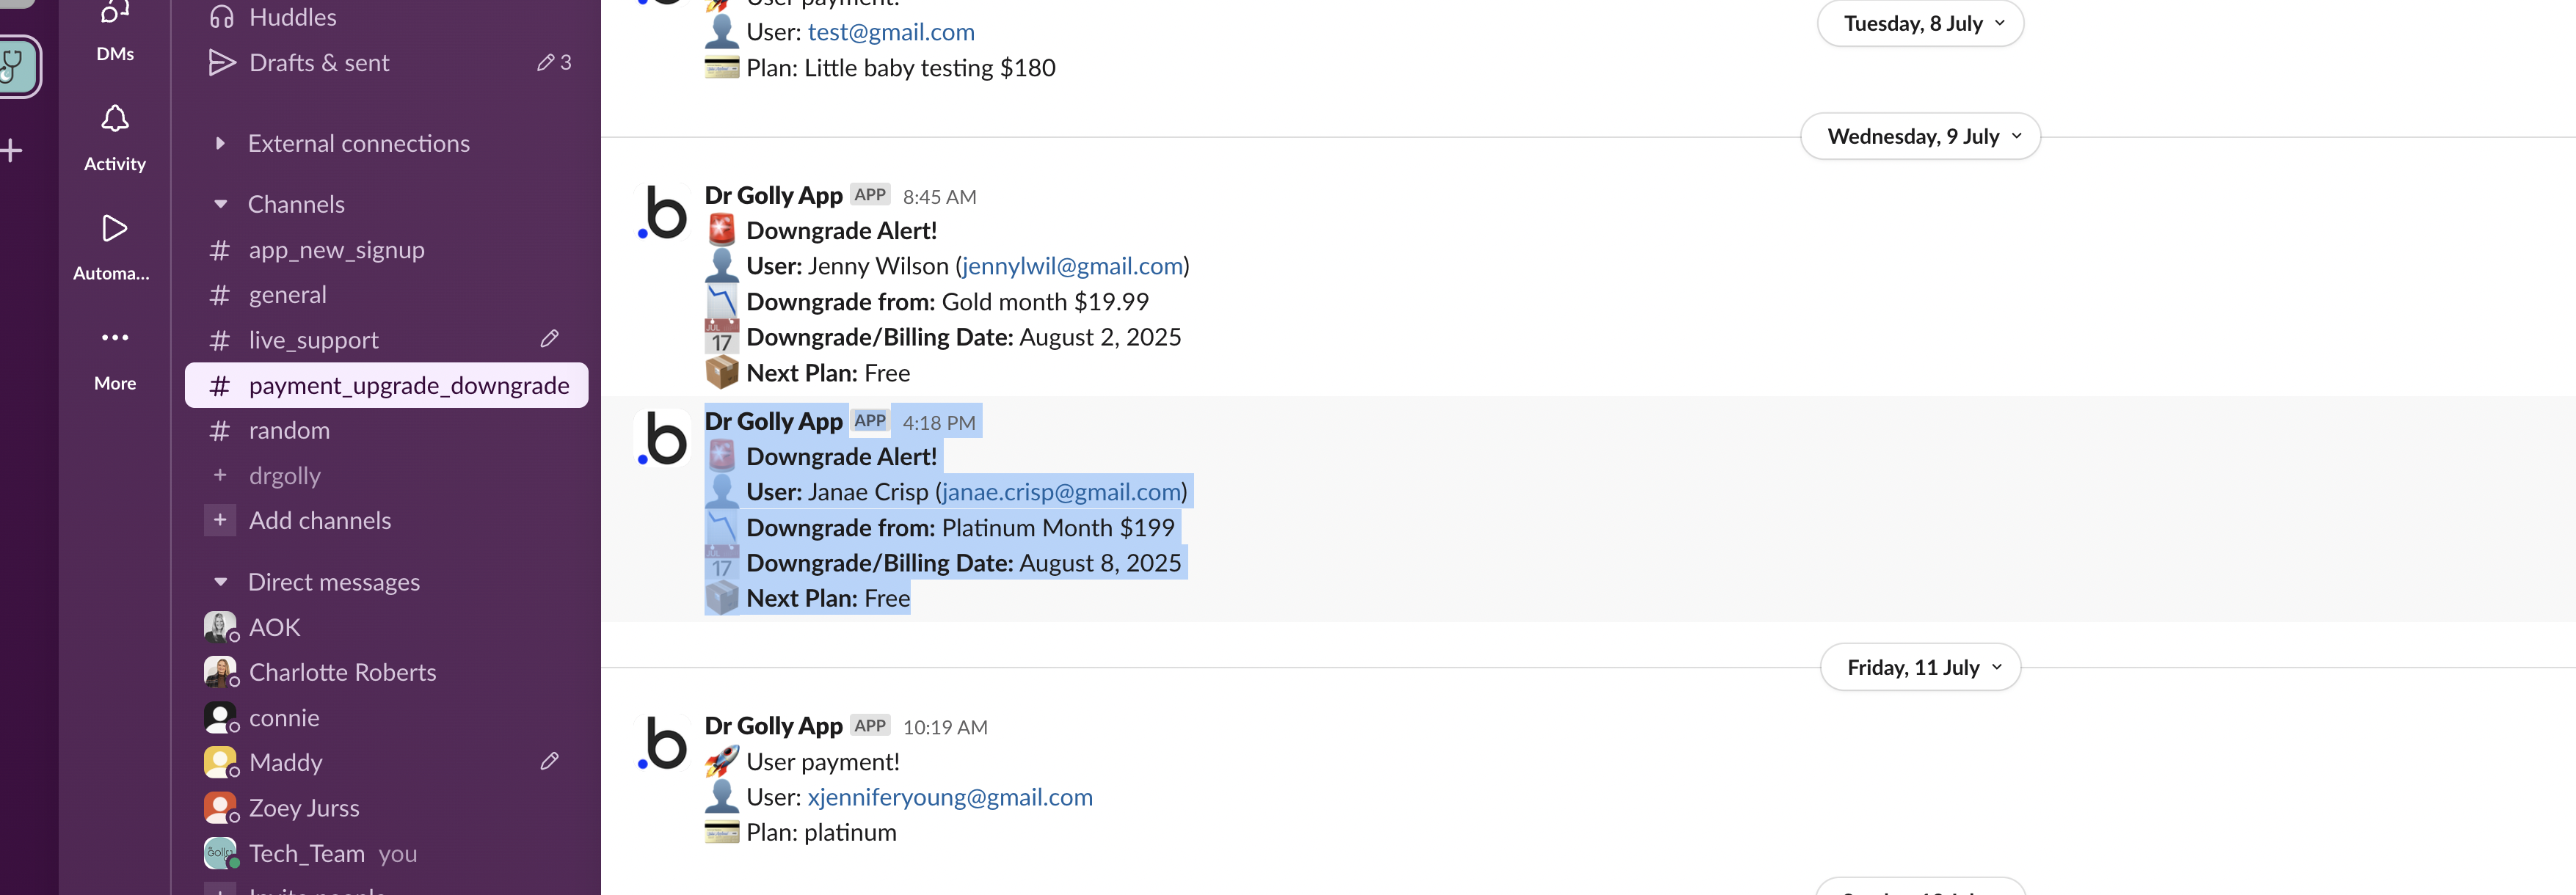 Huddles
Drafts & sent 3
External connections
Channels
# app_new_signup
# general
# live_support
# payment_upgrade_downgrade
# random
+ drgolly
+ Add channels
Direct messages
AOK
Charlotte Roberts
connie
Maddy
Zoey Jurss
Tech_Team you
DMs
Activity
Automa...
More
User payment!
User: test@gmail.com
Plan: Little baby testing $180
Tuesday, 8 July
Wednesday, 9 July
Dr Golly App APP 8:45 AM
Downgrade Alert!
User: Jenny Wilson (jennylwil@gmail.com)
Downgrade from: Gold month $19.99
Downgrade/Billing Date: August 2, 2025
Next Plan: Free
Dr Golly App APP 4:18 PM
Downgrade Alert!
User: Janae Crisp (janae.crisp@gmail.com)
Downgrade from: Platinum Month $199
Downgrade/Billing Date: August 8, 2025
Next Plan: Free
Friday, 11 July
Dr Golly App APP 10:19 AM
User payment!
User: xjenniferyoung@gmail.com
Plan: platinum